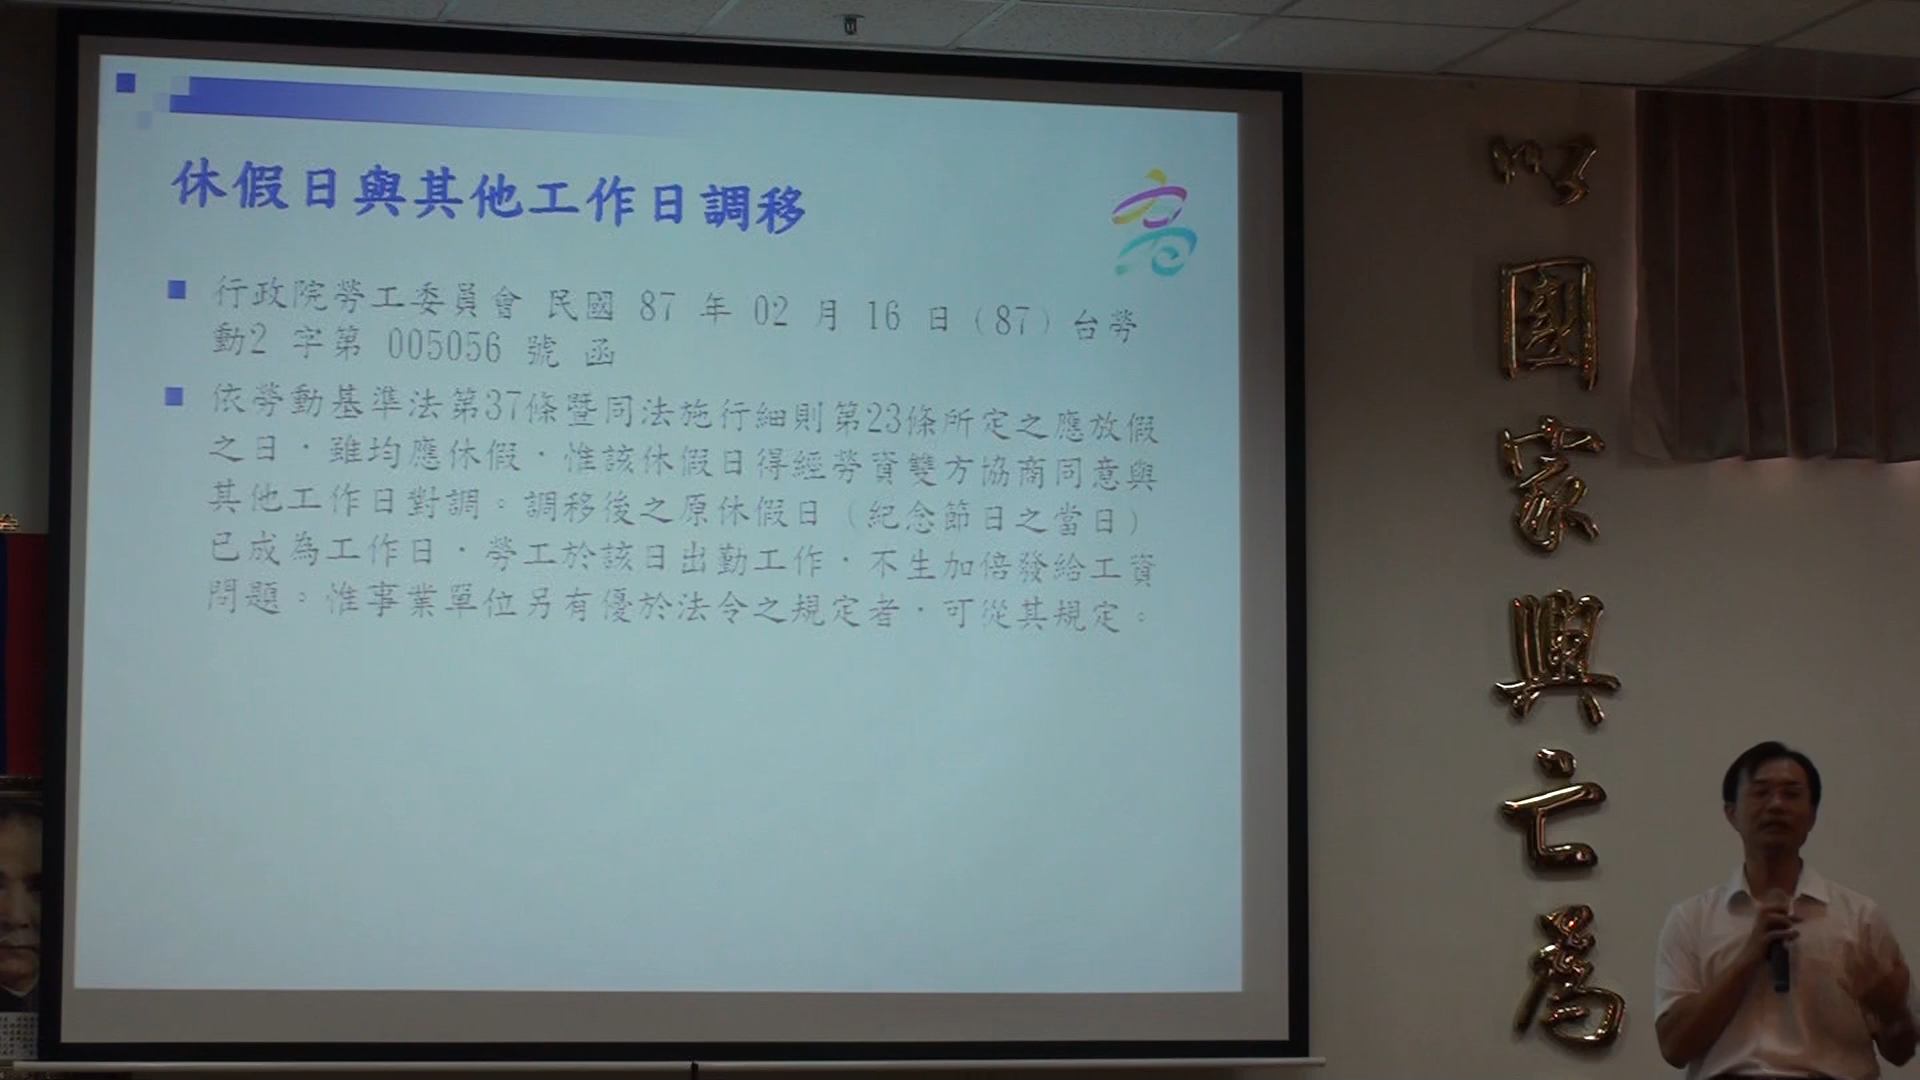 休假日與其他工作日調移
行政院勞工委員會 民國 87 年 02 月 16 日（87）台勞
動2 字第 005056 號 函
依勞動基準法第37條暨同法施行細則第23條所定之應放假
之日，雖均應休假，惟該休假日得經勞資雙方協商同意與
其他工作日對調。調移後之原休假日（紀念節日之當日）
已成為工作日，勞工於該日出勤工作，不生加倍發給工資
問題。惟事業單位另有優於法令之規定者，可從其規定。
以國家興亡為